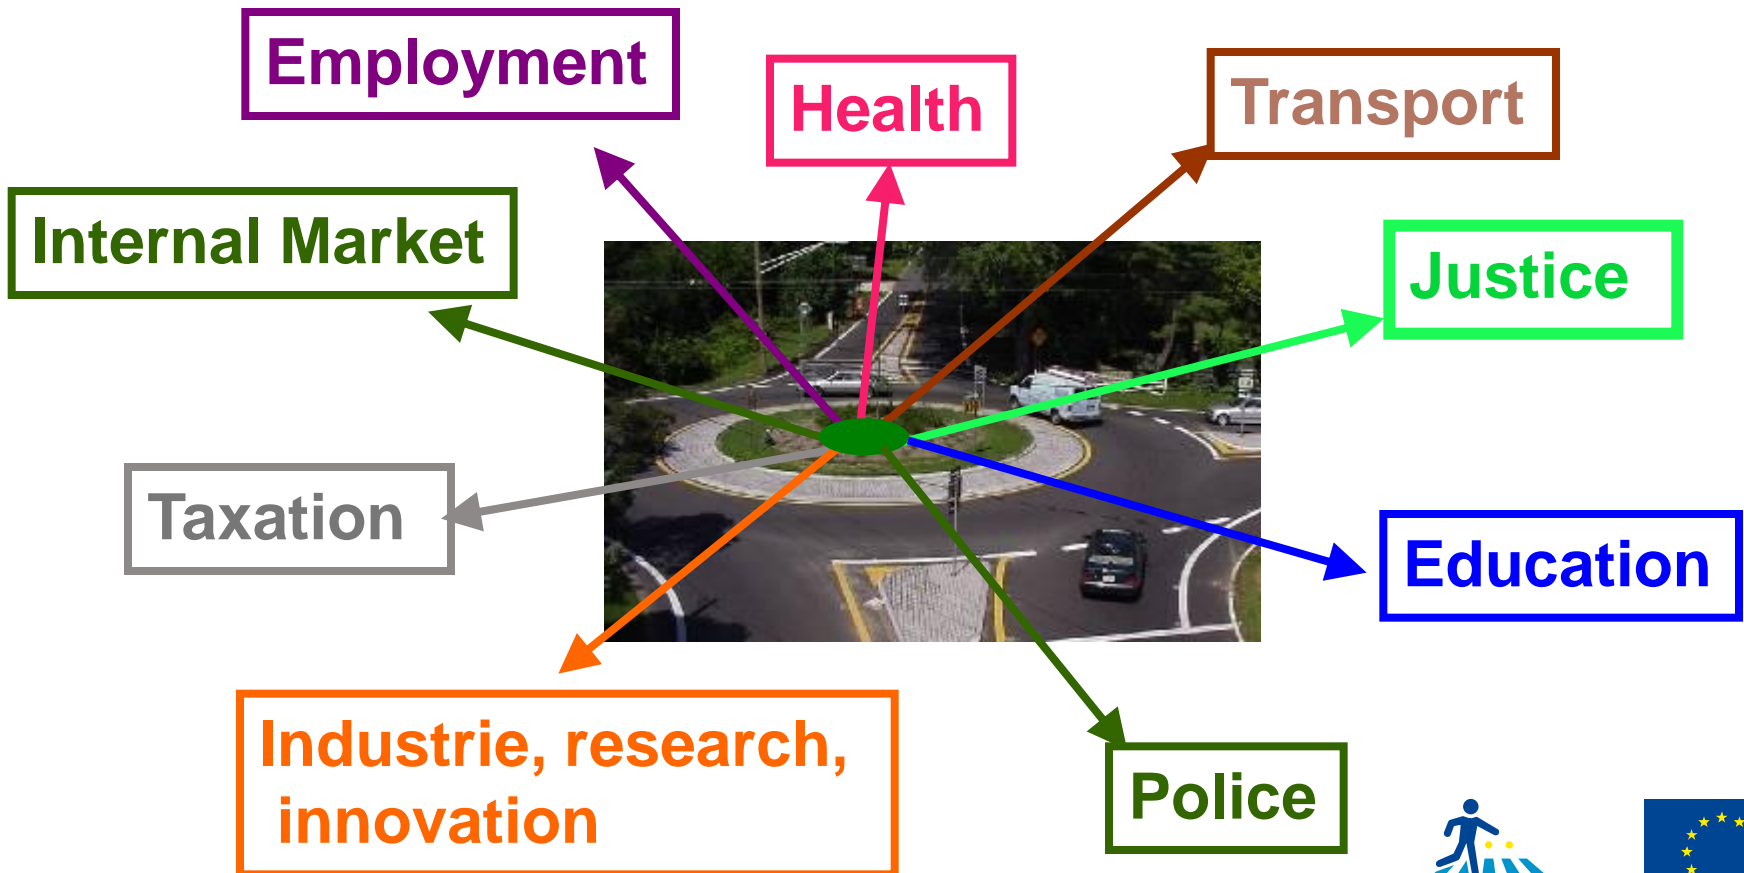 Employment
Health
Transport
Internal Market
Justice
Taxation
Education
Industrie, research,
innovation
Police